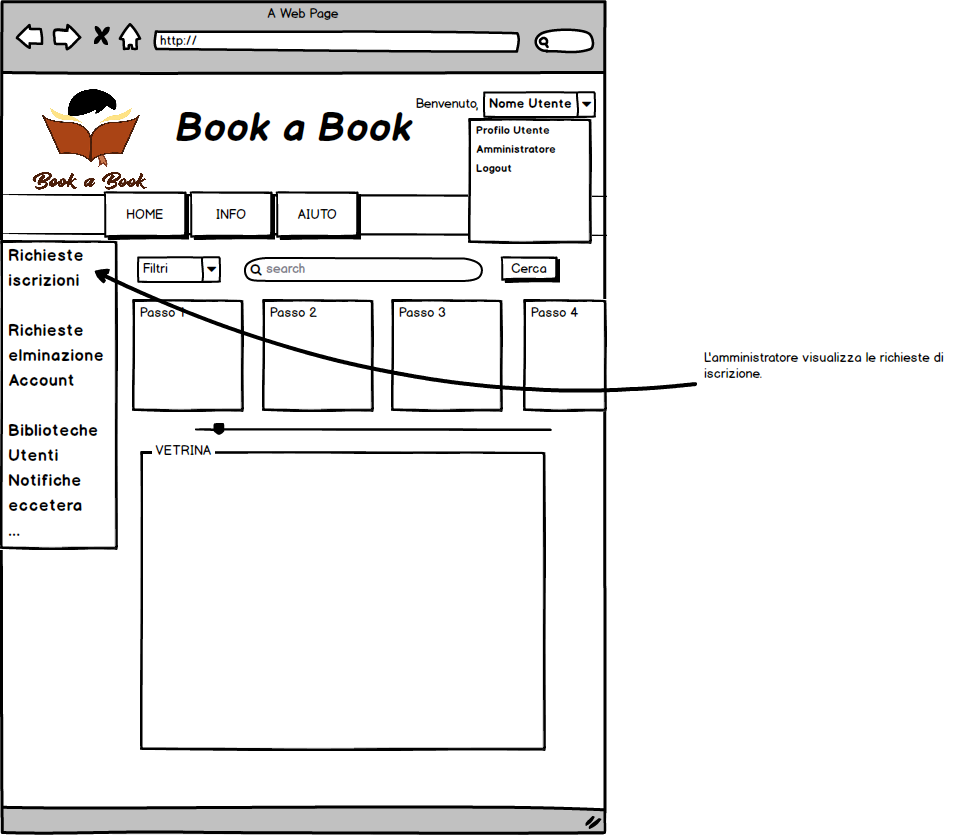 A Web Page
http://
Benvenuto, Nome Utente
Book a Book
Profilo Utente
Amministratore
Logout
Book a Book
HOME INFO AIUTO
Richieste
iscrizioni
Richieste
elminazione
Account
Biblioteche
Utenti
Notifiche
eccetera
...
Filtri search Cerca
Passo 1 Passo 2 Passo 3 Passo 4
L'amministratore visualizza le richieste di
iscrizione.
VETRINA